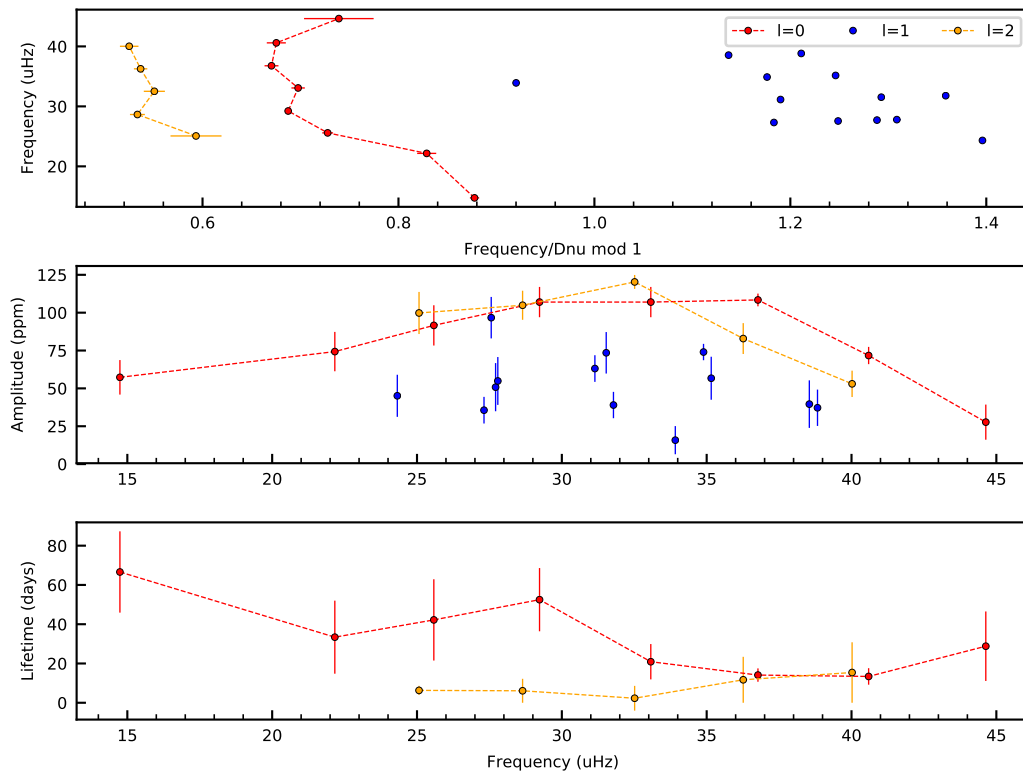 l=0 l=1 l=2
Frequency (uHz)
40
30
20
0.6 0.8 1.0 1.2 1.4
Frequency/Dnu mod 1
Amplitude (ppm)
125
100
75
50
25
0
15 20 25 30 35 40 45
Lifetime (days)
80
60
40
20
0
15 20 25 30 35 40 45
Frequency (uHz)